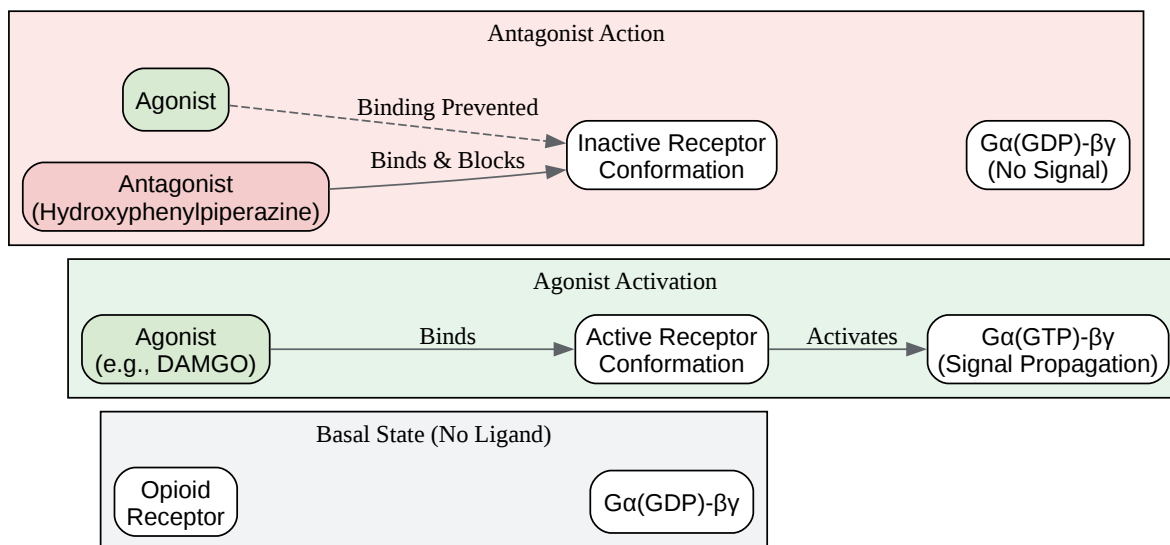 Antagonist Action
Agonist
Binding Prevented
Binds & Blocks
Antagonist
(Hydroxyphenylpiperazine)
Inactive Receptor
Conformation
Gα(GDP)-βγ
(No Signal)
Agonist Activation
Agonist
(e.g., DAMGO)
Binds
Active Receptor
Conformation
Activates
Gα(GTP)-βγ
(Signal Propagation)
Basal State (No Ligand)
Opioid
Receptor
Gα(GDP)-βγ